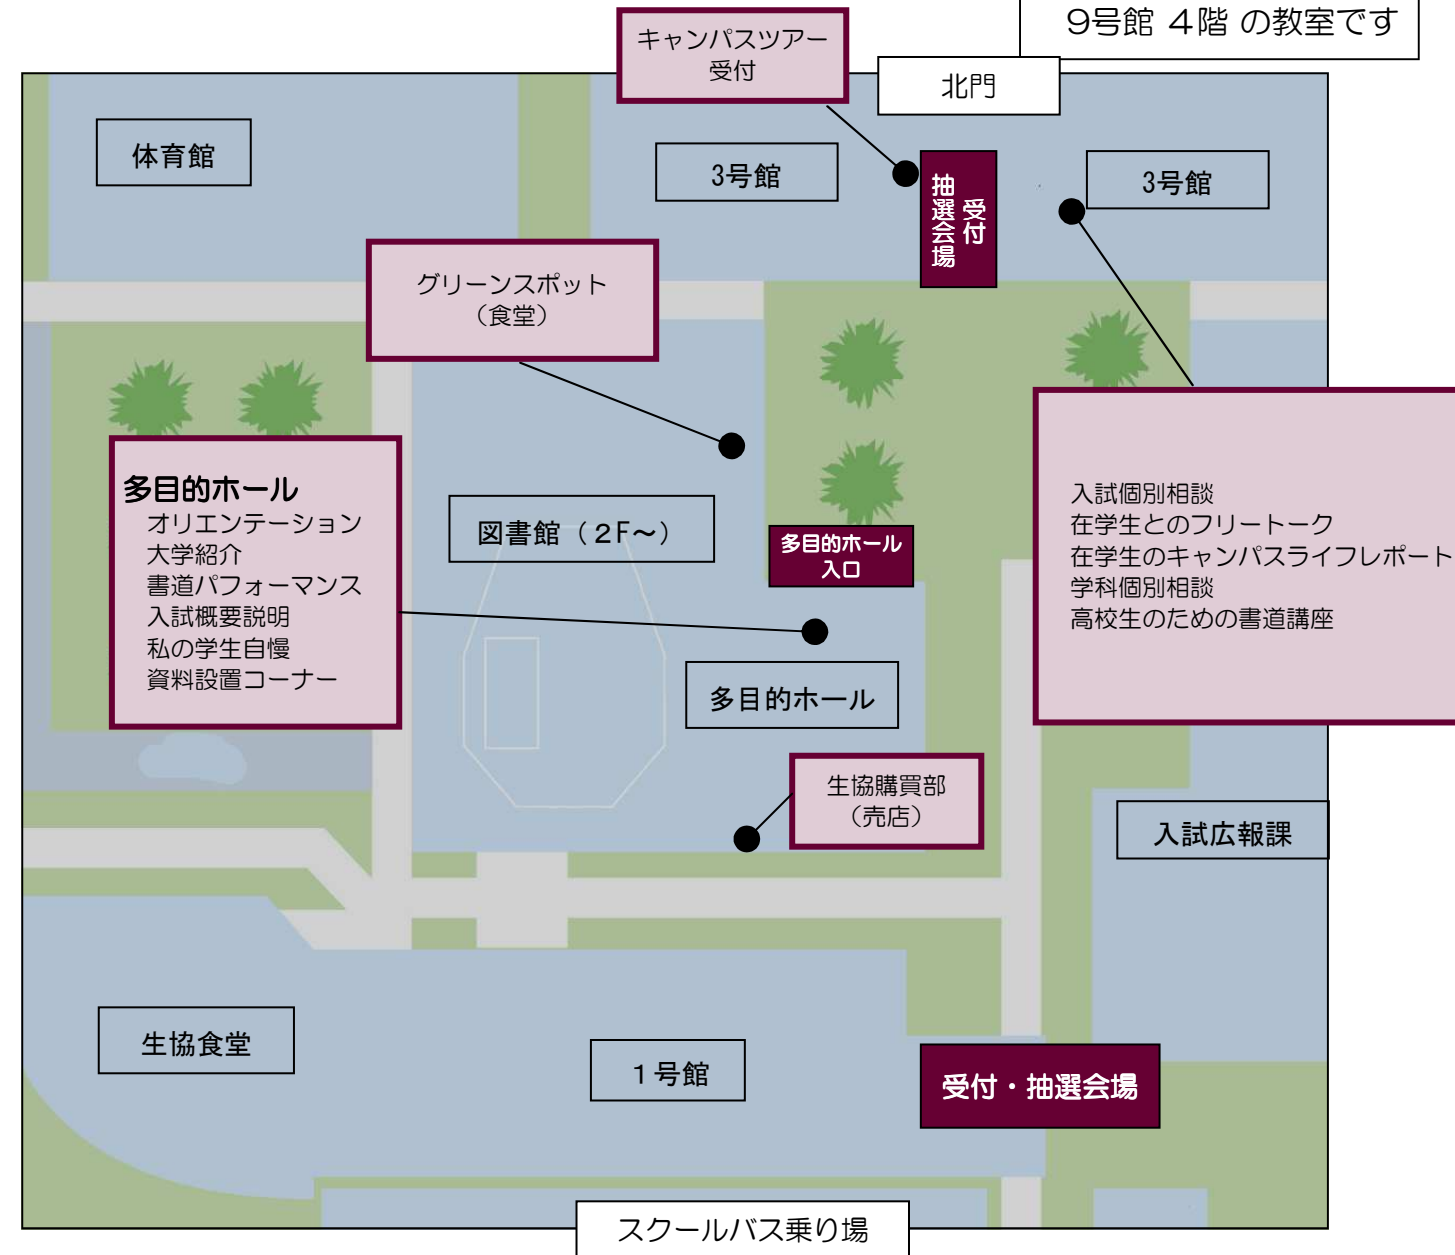 ９号館 ４階 の教室です
キャンパスツアー
受付
北門
体育館
3号館
受付
抽選会場
3号館
グリーンスポット
（食堂）
多目的ホール
オリエンテーション
大学紹介
書道パフォーマンス
入試概要説明
私の学生自慢
資料設置コーナー
図書館（２F～）
多目的ホール
入口
入試個別相談
在学生とのフリートーク
在学生のキャンパスライフレポート
学科個別相談
高校生のための書道講座
多目的ホール
生協購買部
（売店）
入試広報課
生協食堂
１号館
受付・抽選会場
スクールバス乗り場